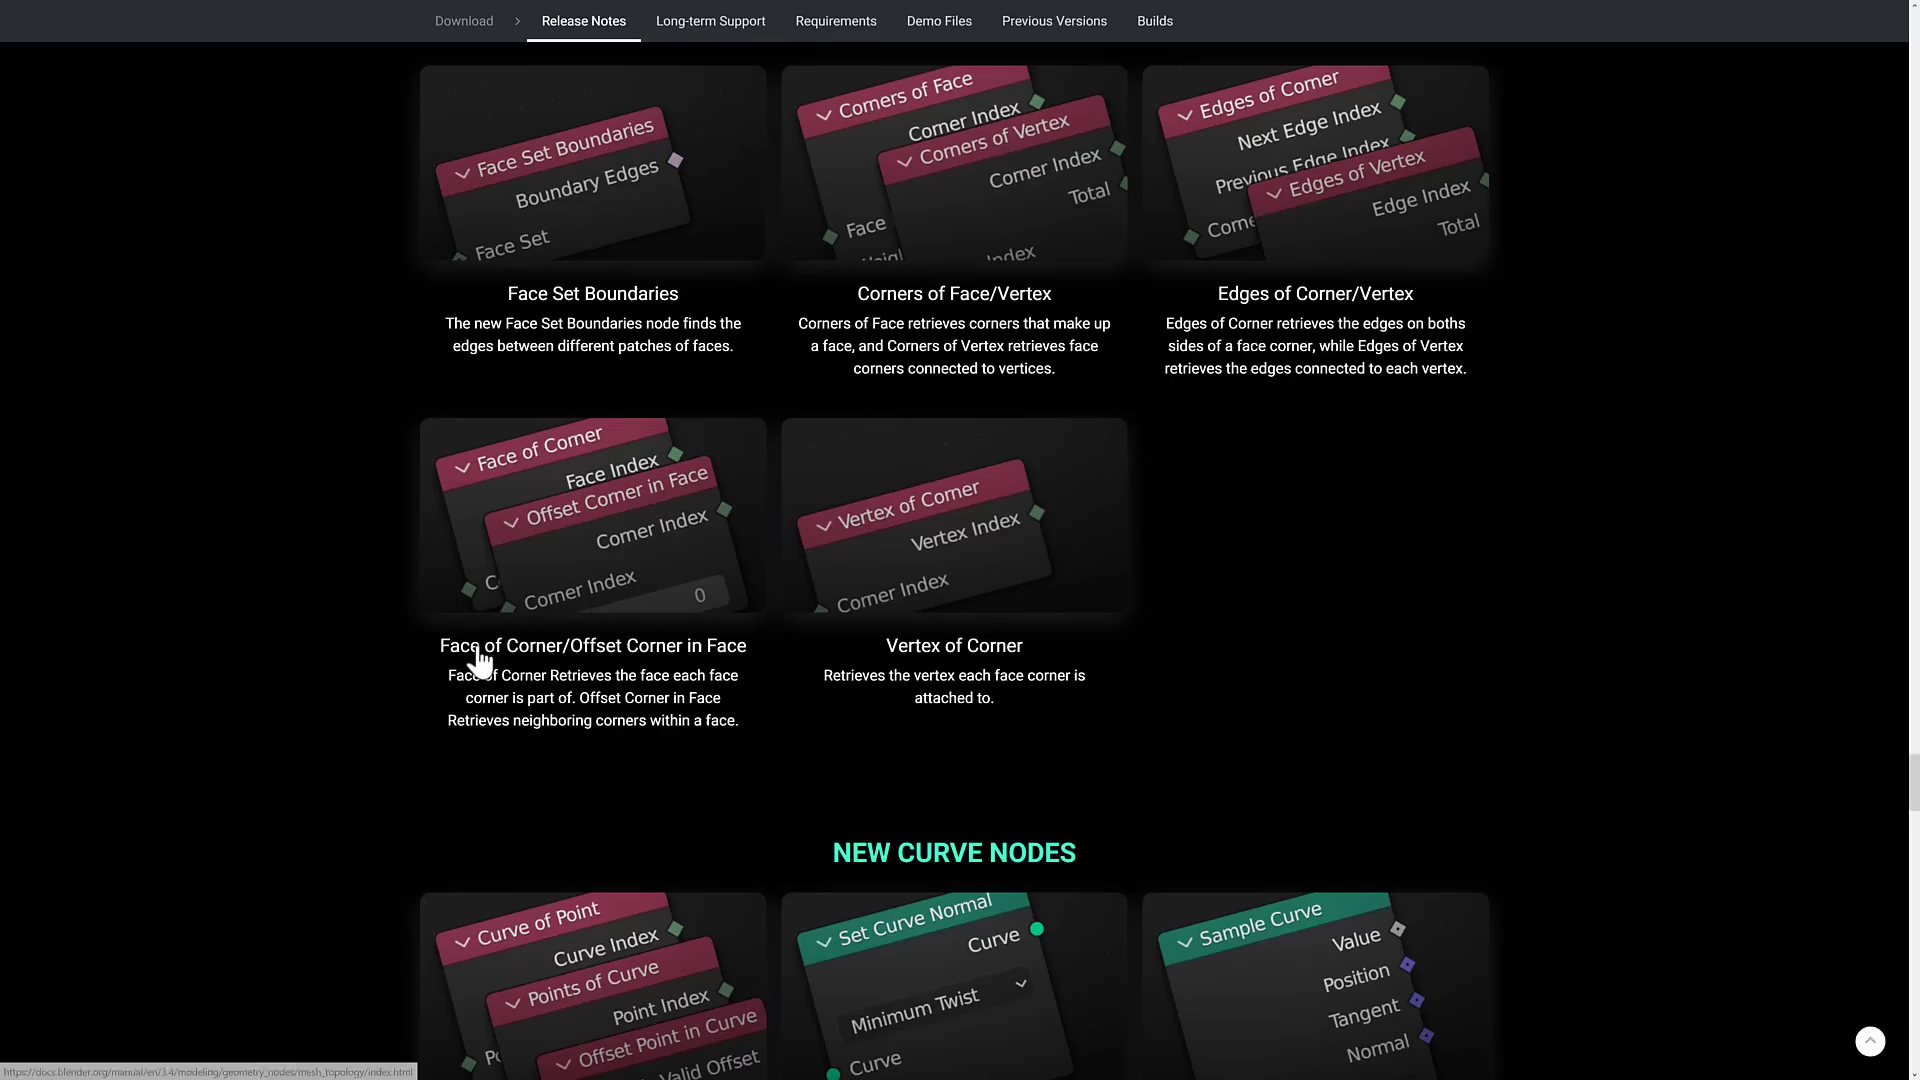 Download
Release Notes
Long-term Support
Requirements
Demo Files
Previous Versions
Builds
Face Set Boundaries
Boundary Edges
Face Set
Corners of Face
Corner Index
Corners of Vertex
Corner Index
Total
Face
Index
Edges of Corner
Next Edge Index
Previous Edge Index
Edges of Vertex
Edge Index
Total
Face Set Boundaries
The new Face Set Boundaries node finds the
edges between different patches of faces.
Corners of Face/Vertex
Corners of Face retrieves corners that make up
a face, and Corners of Vertex retrieves face
corners connected to vertices.
Edges of Corner/Vertex
Edges of Corner retrieves the edges on boths
sides of a face corner, while Edges of Vertex
retrieves the edges connected to each vertex.
Face of Corner
Face Index
Offset Corner in Face
Corner Index
Corner Index
0
Vertex of Corner
Vertex Index
Corner Index
Face of Corner/Offset Corner in Face
Face of Corner Retrieves the face each face
corner is part of. Offset Corner in Face
Retrieves neighboring corners within a face.
Vertex of Corner
Retrieves the vertex each face corner is
attached to.
NEW CURVE NODES
Curve of Point
Curve Index
Points of Curve
Point Index
Offset Point in Curve
Valid Offset
Set Curve Normal
Curve
Minimum Twist
Curve
Sample Curve
Value
Position
Tangent
Normal
https://docs.blender.org/manual/en/3.4/modeling/geometry_nodes/mesh_topology/index.html